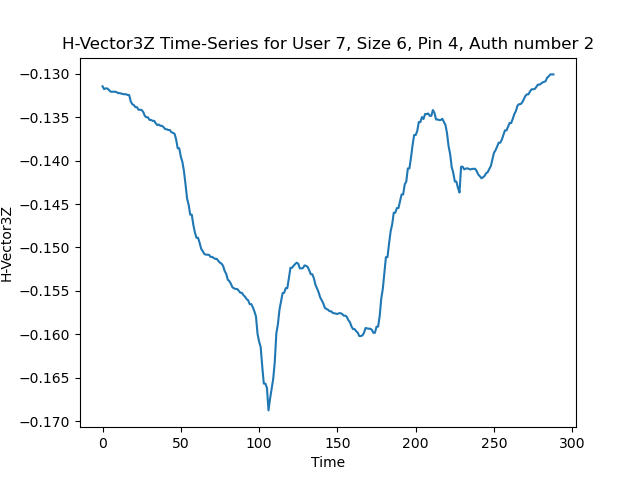 H-Vector3Z Time-Series for User 7, Size 6, Pin 4, Auth number 2
−0.130
−0.135
−0.140
−0.145
−0.150
−0.155
−0.160
−0.165
−0.170
H-Vector3Z
0 50 100 150 200 250 300
Time